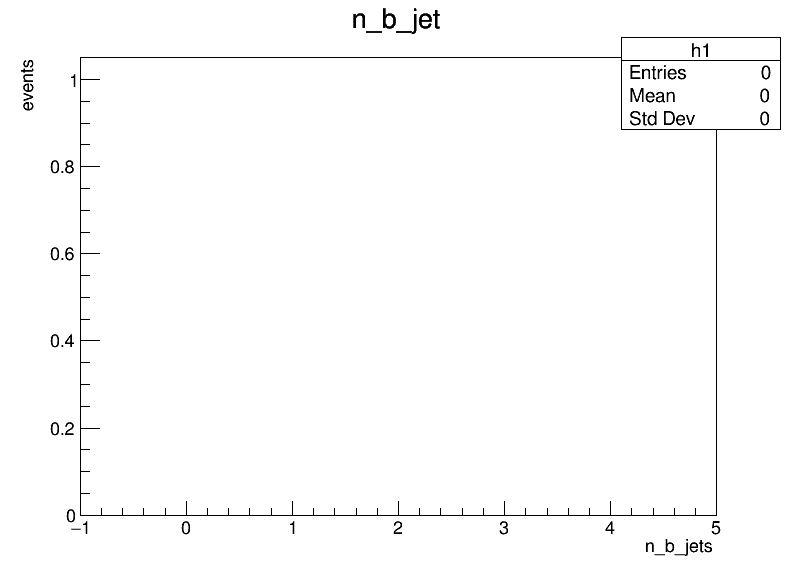 n_b_jet
h1
Entries 0
Mean 0
Std Dev 0
events
1
0.8
0.6
0.4
0.2
0
−1 0 1 2 3 4 5
n_b_jets